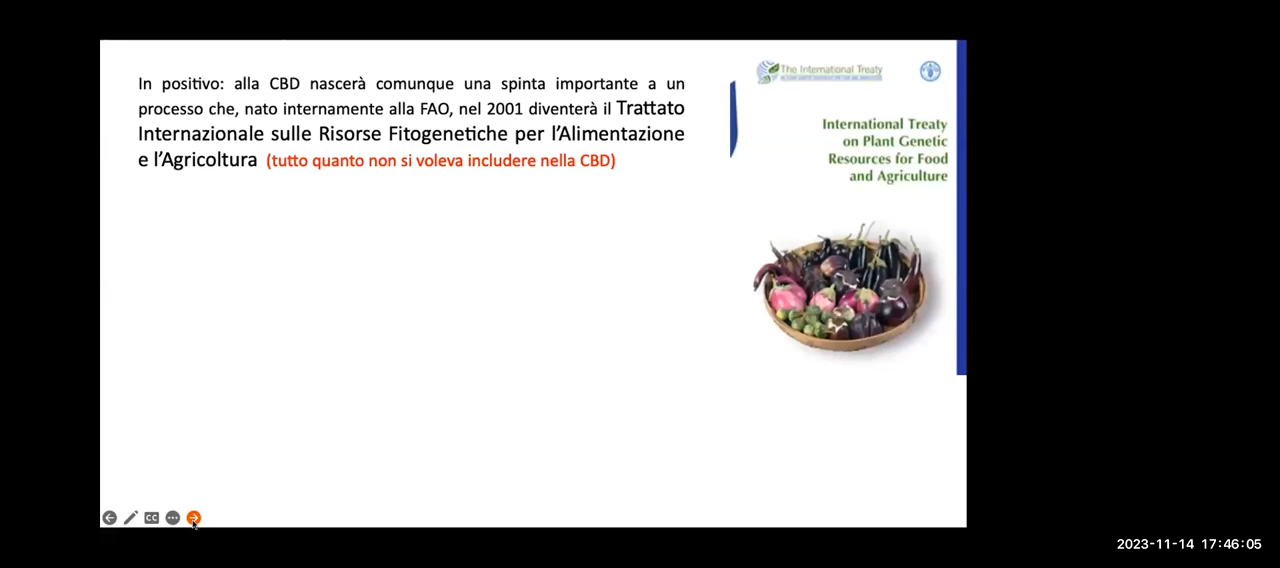 In positivo: alla CBD nascerà comunque una spinta importante a un
processo che, nato internamente alla FAO, nel 2001 diventerà il Trattato
Internazionale sulle Risorse Fitogenetiche per l'Alimentazione
e l'Agricoltura (tutto quanto non si voleva includere nella CBD)
The International Treaty
International Treaty
on Plant Genetic
Resources for Food
and Agriculture
CC
2023-11-14 17:46:05